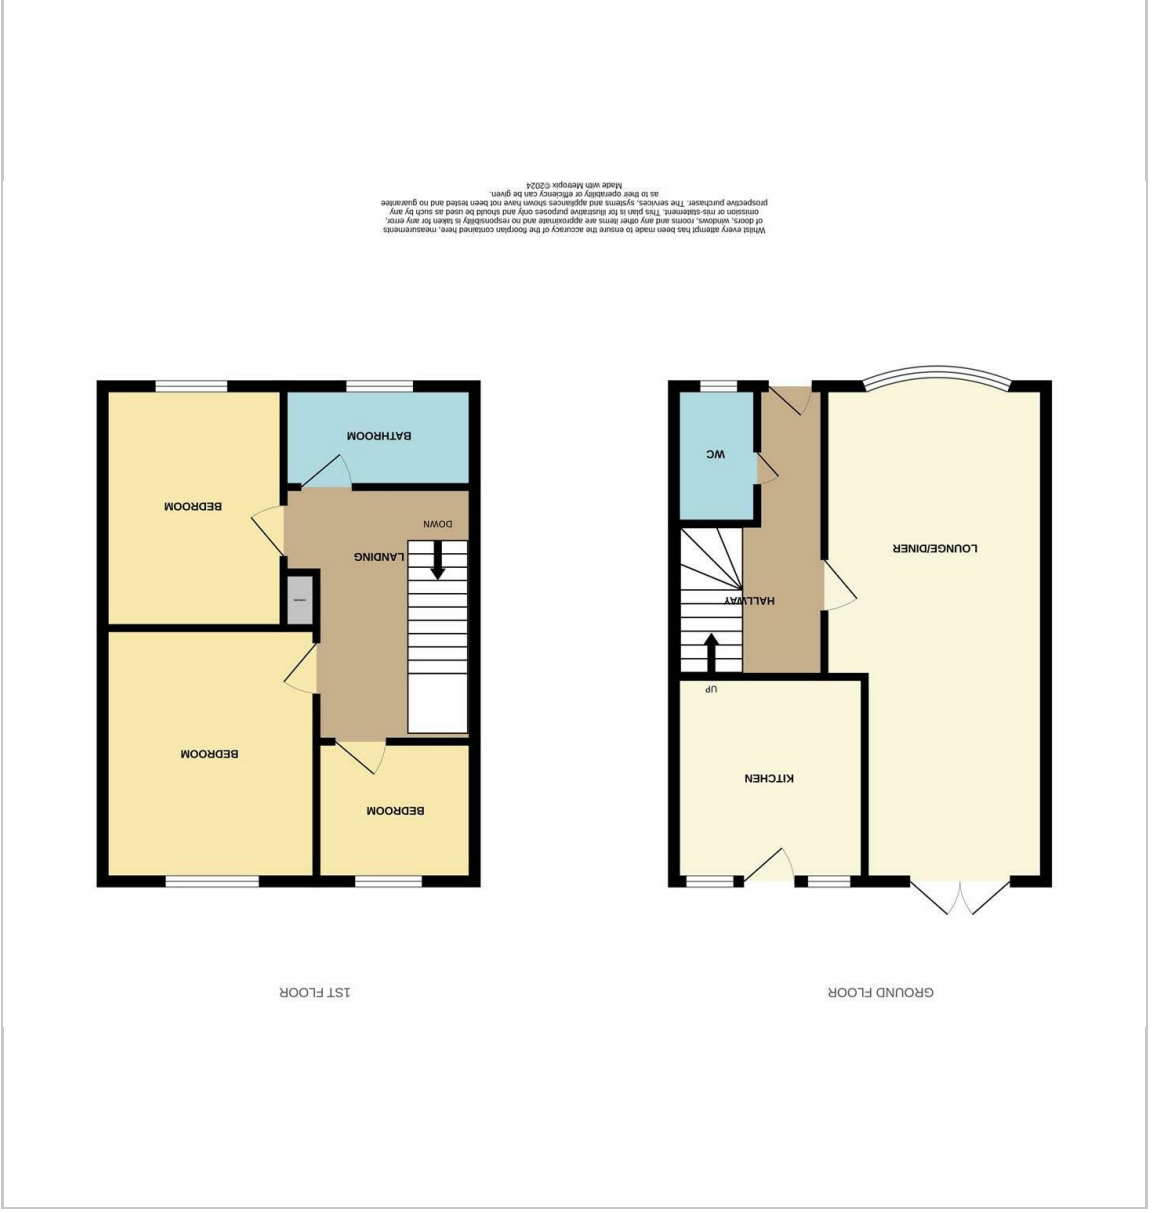 GROUND FLOOR
KITCHEN
UP
HALLWAY
LOUNGE/DINER
WC
1ST FLOOR
BEDROOM
BEDROOM
LANDING
DOWN
BEDROOM
BATHROOM
Whilst every attempt has been made to ensure the accuracy of the floorplan contained here, measurements
of doors, windows, rooms and any other items are approximate and no responsibility is taken for any error,
omission or mis-statement. This plan is for illustrative purposes only and should be used as such by any
prospective purchaser. The services, systems and appliances shown have not been tested and no guarantee
as to their operability or efficiency can be given.
Made with Metropix ©2024